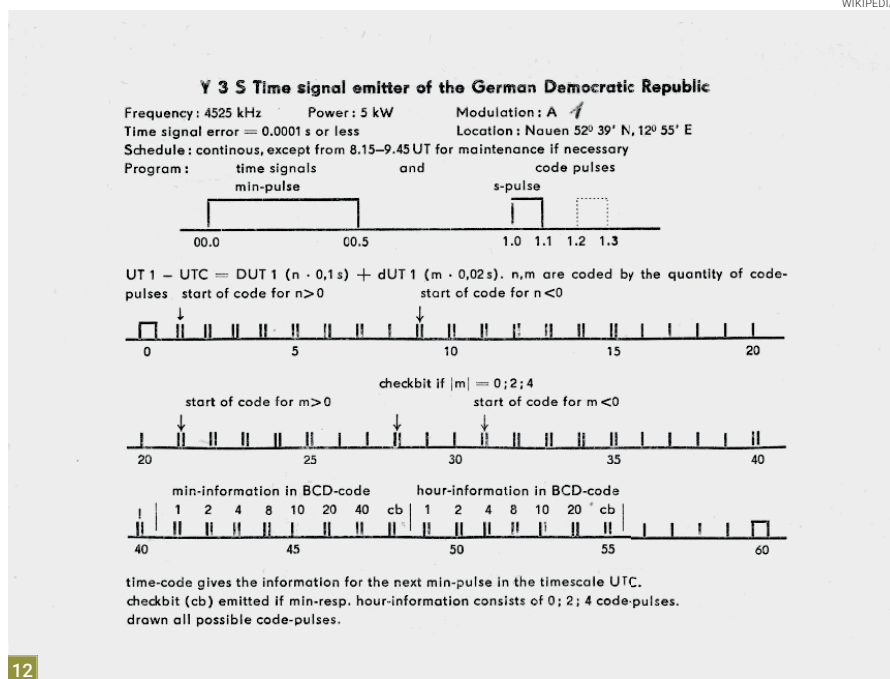 WIKIPEDI
Y 3 S Time signal emitter of the German Democratic Republic
Frequency: 4525 kHz Power: 5 kW Modulation: A 1
Time signal error = 0.0001 s or less Location: Nauen 52º 39' N, 12º 55' E
Schedule: continous, except from 8.15–9.45 UT for maintenance if necessary
Program: time signals and code pulses
min-pulse s-pulse
00.0 00.5 1.0 1.1 1.2 1.3
UT 1 – UTC = DUT 1 (n · 0,1 s) + dUT 1 (m · 0,02 s). n,m are coded by the quantity of code-
pulses start of code for n>0 start of code for n<0
0 5 10 15 20
checkbit if |m| = 0;2;4
start of code for m>0 start of code for m<0
20 25 30 35 40
min-information in BCD-code hour-information in BCD-code
1 2 4 8 10 20 40 cb 1 2 4 8 10 20 cb
40 45 50 55 60
time-code gives the information for the next min-pulse in the timescale UTC.
checkbit (cb) emitted if min-resp. hour-information consists of 0; 2; 4 code-pulses.
drawn all possible code-pulses.
12